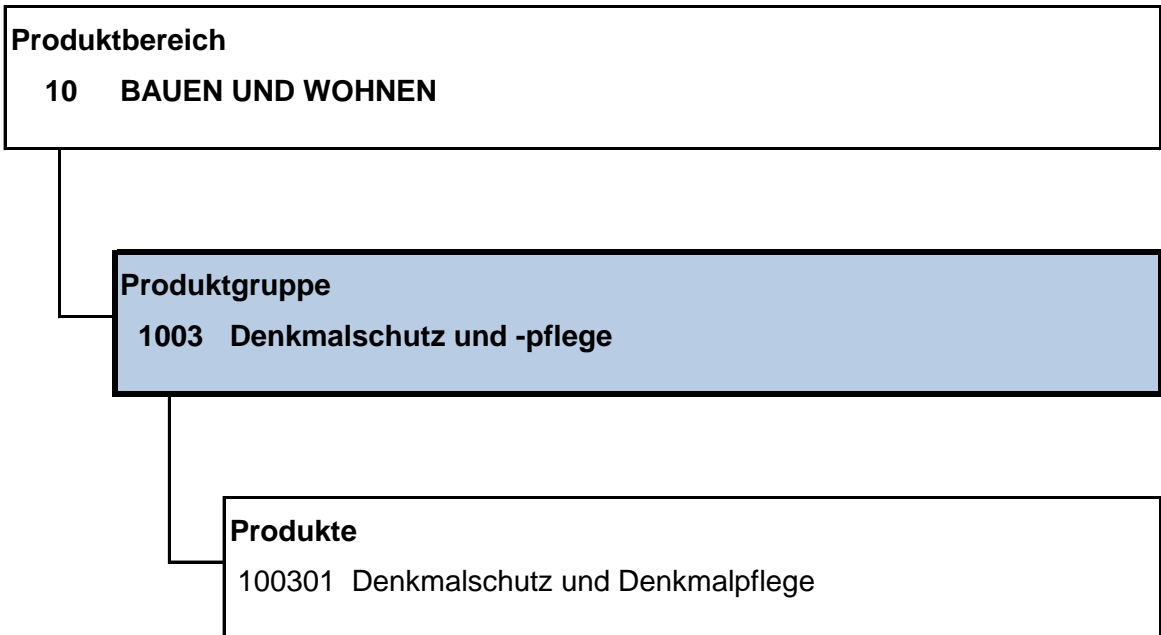 Produktbereich
10 BAUEN UND WOHNEN
Produktgruppe
1003 Denkmalschutz und -pflege
Produkte
100301 Denkmalschutz und Denkmalpflege